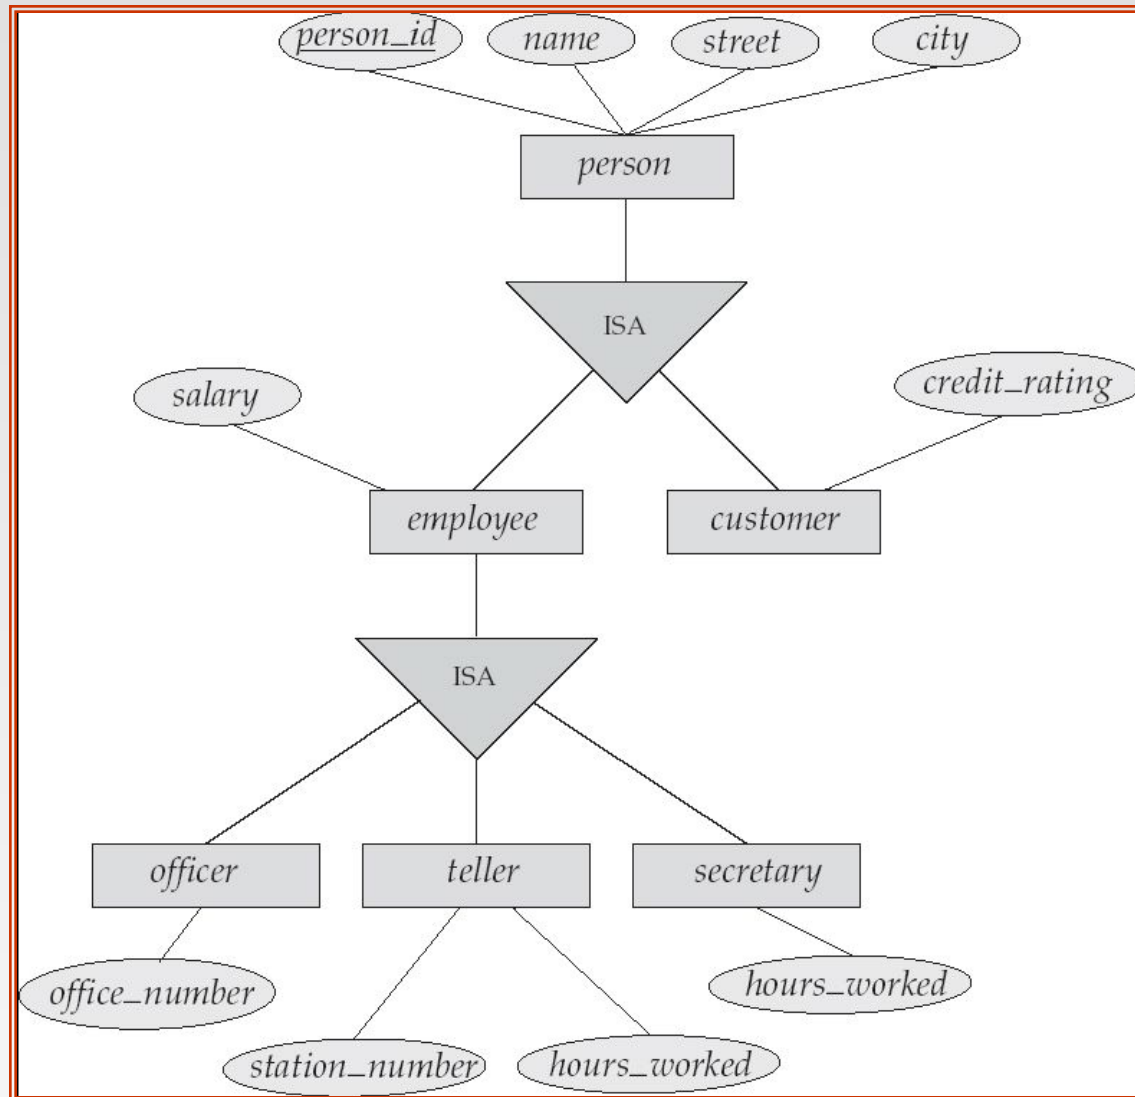 person_id
name
street
city
person
ISA
salary
credit_rating
employee
customer
ISA
officer
teller
secretary
office_number
hours_worked
station_number
hours_worked